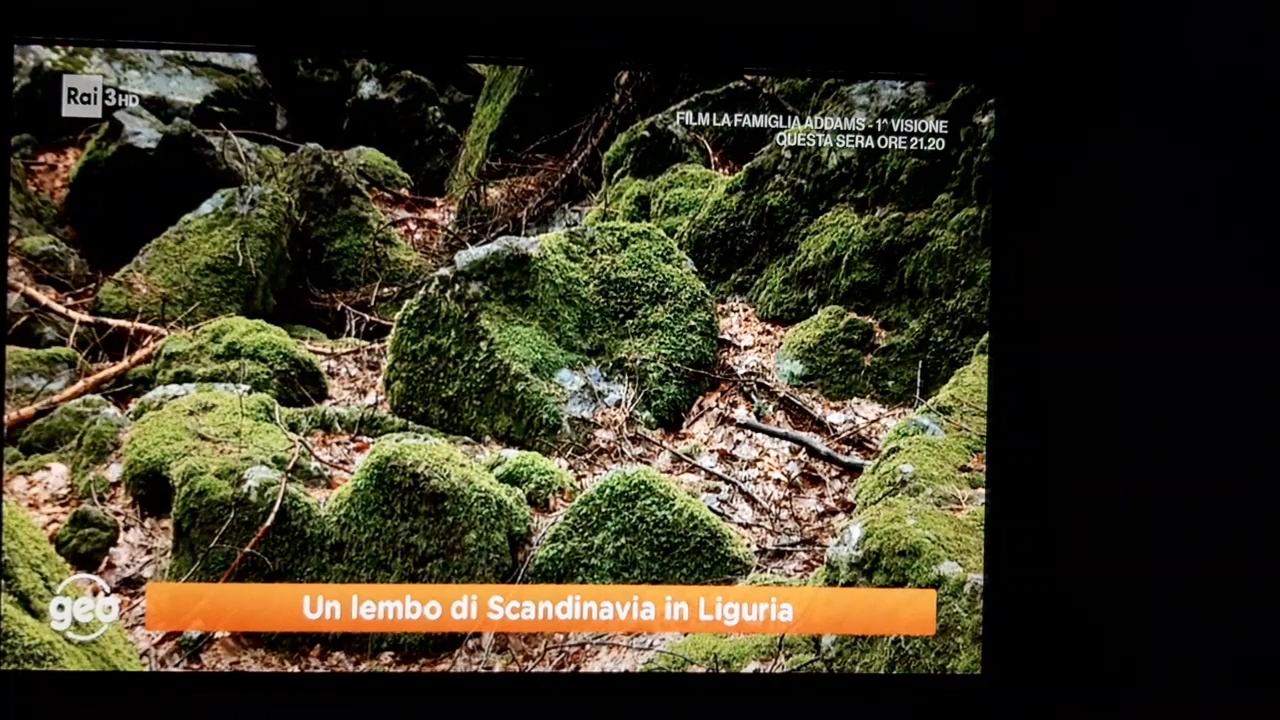 Rai 3HD
FILM LA FAMIGLIA ADDAMS - 1^ VISIONE
QUESTA SERA ORE 21.20
geo
Un lembo di Scandinavia in Liguria